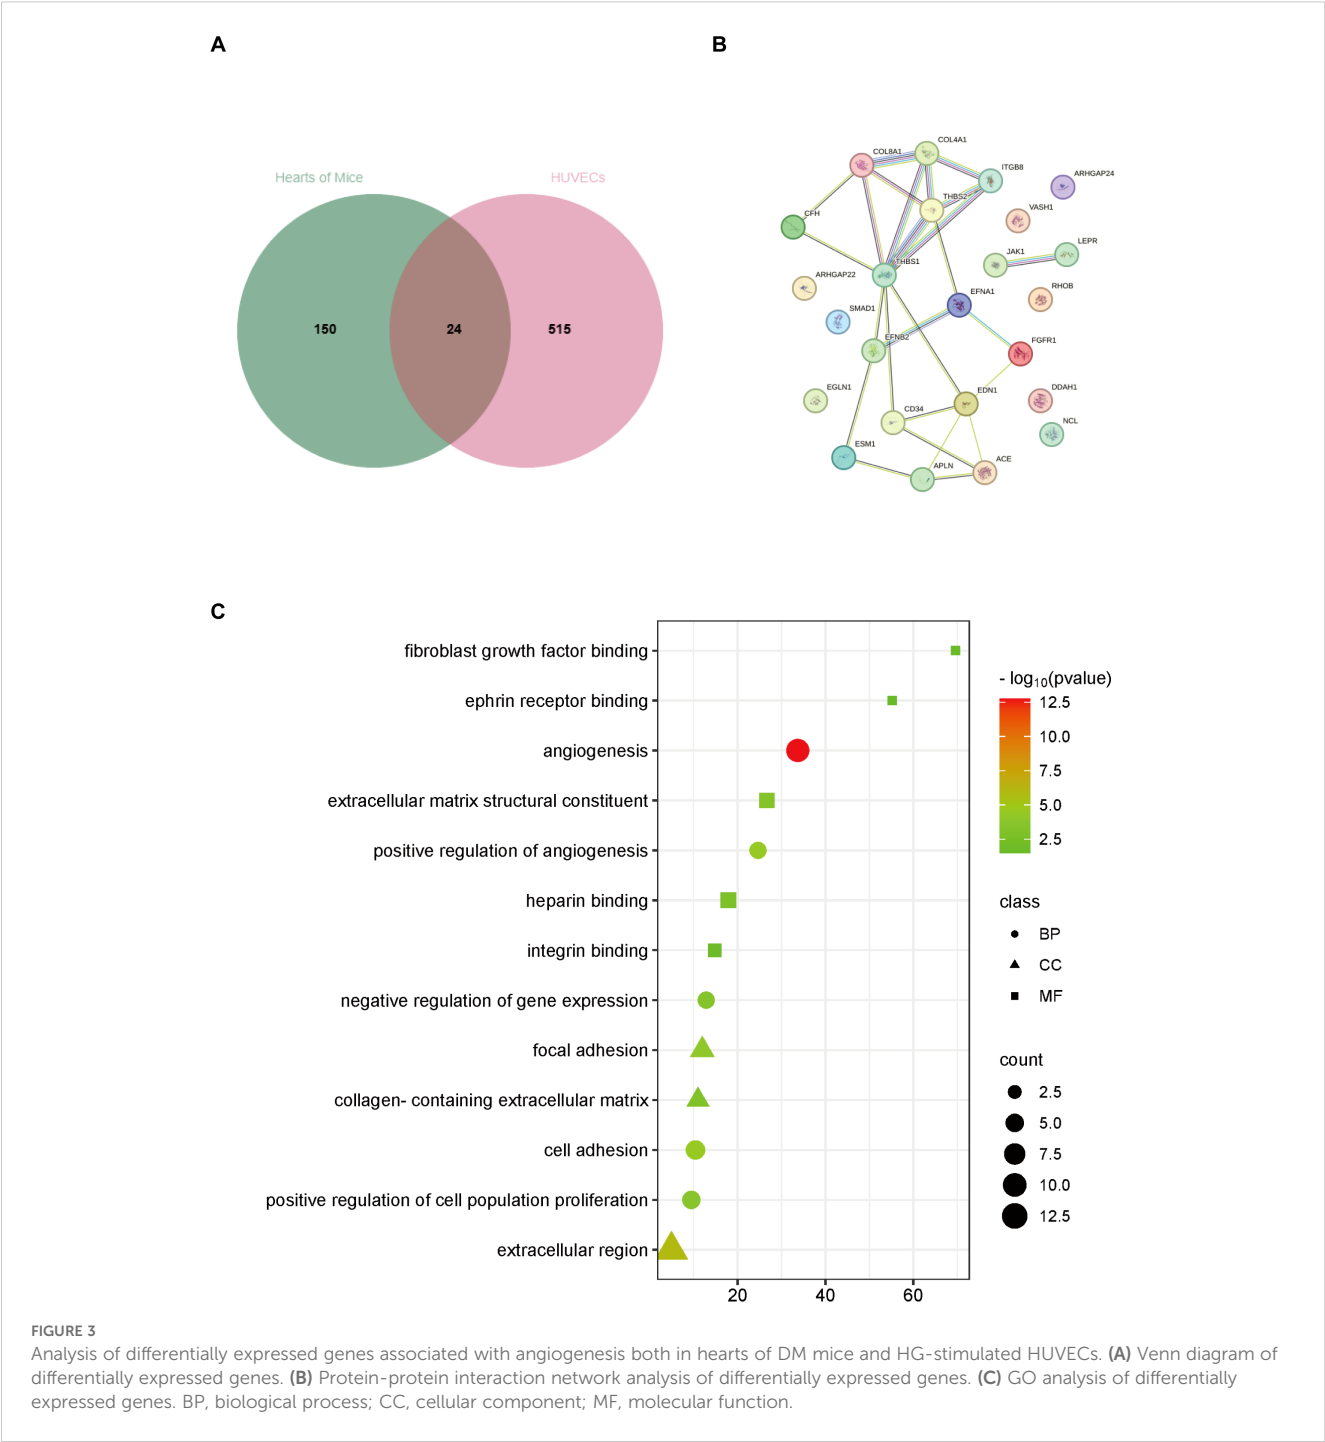 A
B
Hearts of Mice
HUVECs
150
24
515
COL8A1
COL4A1
ITGB8
ARHGAP24
THBS2
VASH1
CFH
JAK1
LEPR
THBS1
ARHGAP22
EFNA1
RHOB
SMAD1
EFNB2
FGFR1
EGLN1
EDN1
DDAH1
CD34
NCL
ESM1
APLN
ACE
C
fibroblast growth factor binding
ephrin receptor binding
angiogenesis
extracellular matrix structural constituent
positive regulation of angiogenesis
heparin binding
integrin binding
negative regulation of gene expression
focal adhesion
collagen- containing extracellular matrix
cell adhesion
positive regulation of cell population proliferation
extracellular region
20 40 60
- log10(pvalue)
12.5
10.0
7.5
5.0
2.5
class
BP
CC
MF
count
2.5
5.0
7.5
10.0
12.5
FIGURE 3
Analysis of differentially expressed genes associated with angiogenesis both in hearts of DM mice and HG-stimulated HUVECs. (A) Venn diagram of
differentially expressed genes. (B) Protein-protein interaction network analysis of differentially expressed genes. (C) GO analysis of differentially
expressed genes. BP, biological process; CC, cellular component; MF, molecular function.